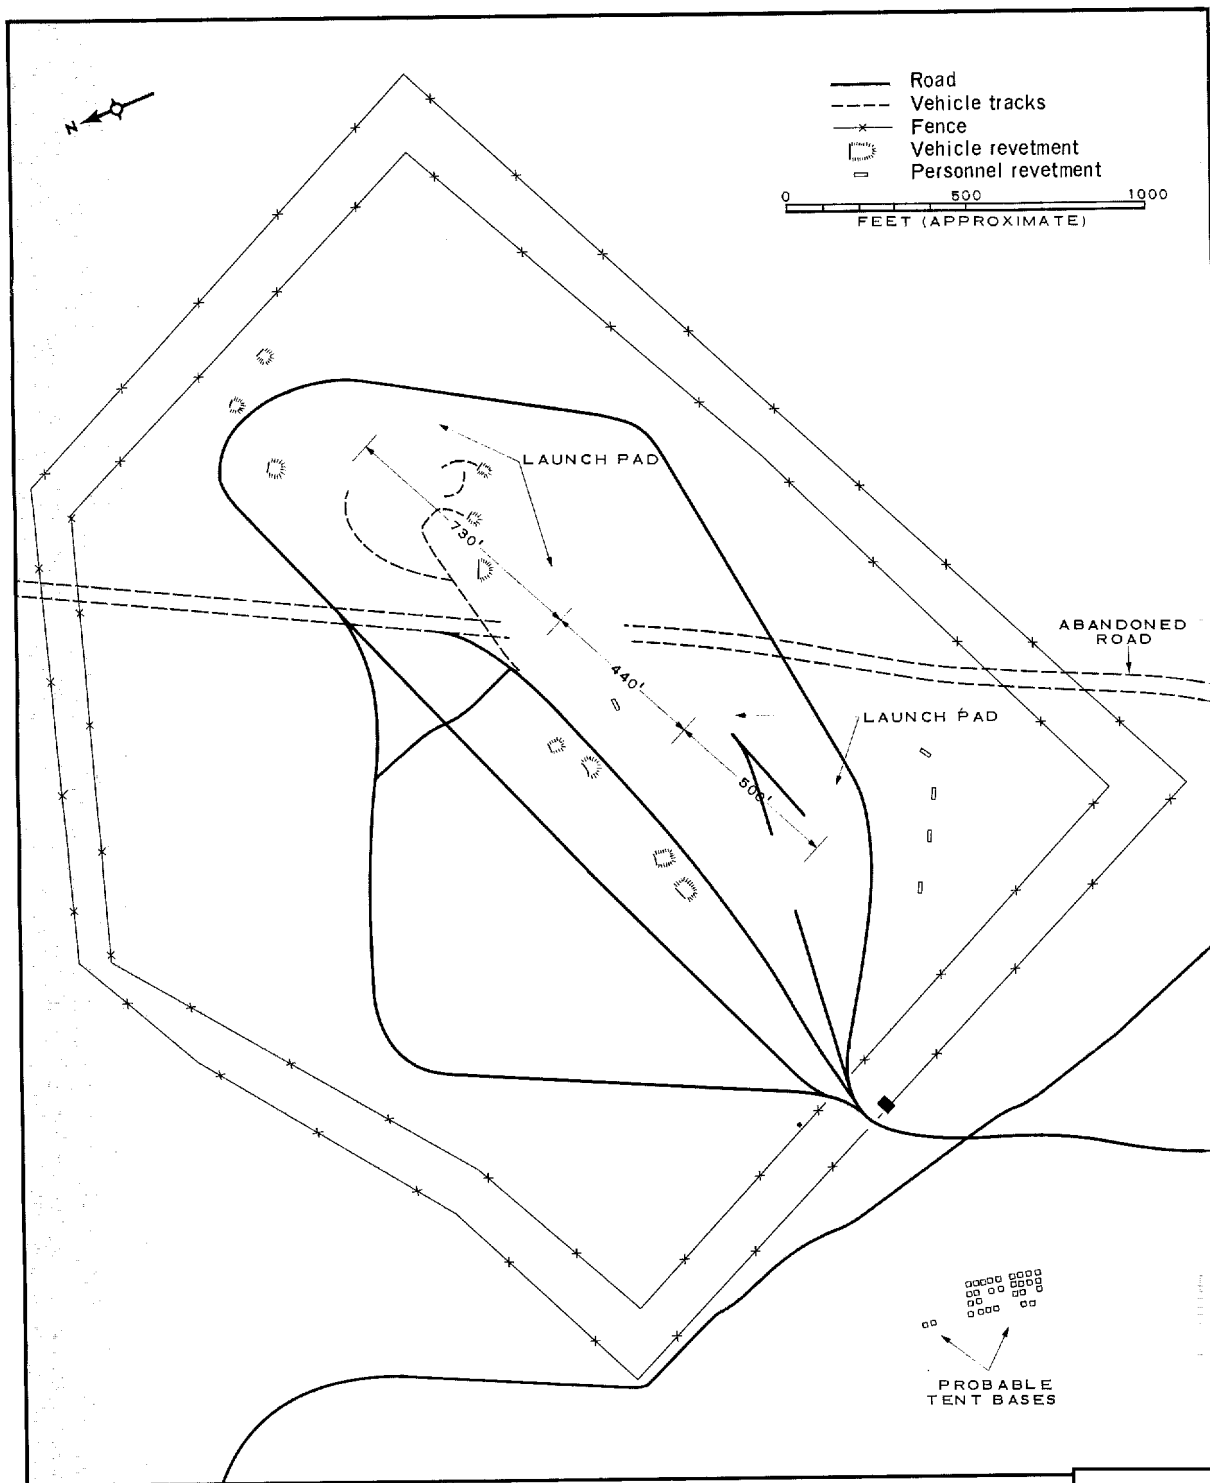 N
Road
Vehicle tracks
Fence
Vehicle revetment
Personnel revetment
0 500 1000
FEET (APPROXIMATE)
LAUNCH PAD
730'
ABANDONED
ROAD
440'
LAUNCH PAD
500'
PROBABLE
TENT BASES